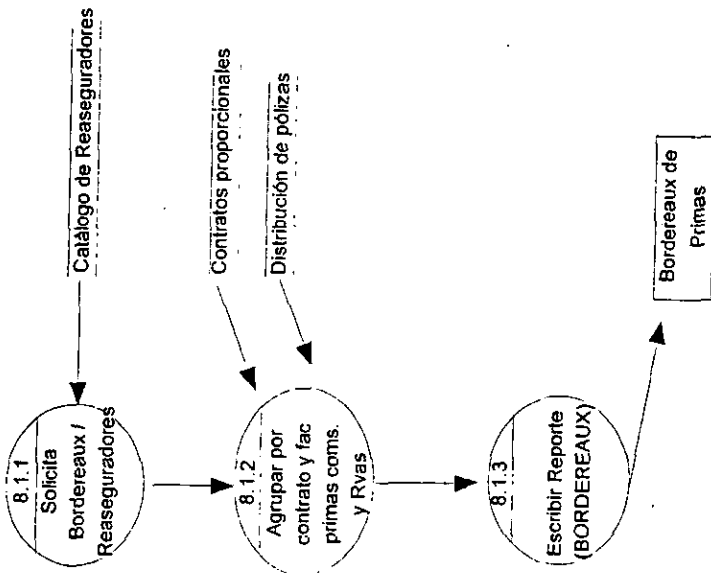 8.1.1
Solicita
Bordereaux /
Reaseguradores
Catálogo de Reaseguradores
8.1.2
Agrupar por
contrato y fac
primas coms.
y Rvas
Contratos proporcionales
Distribución de pólizas
8.1.3
Escribir Reporte
(BORDEREAUX)
Bordereaux de
Primas